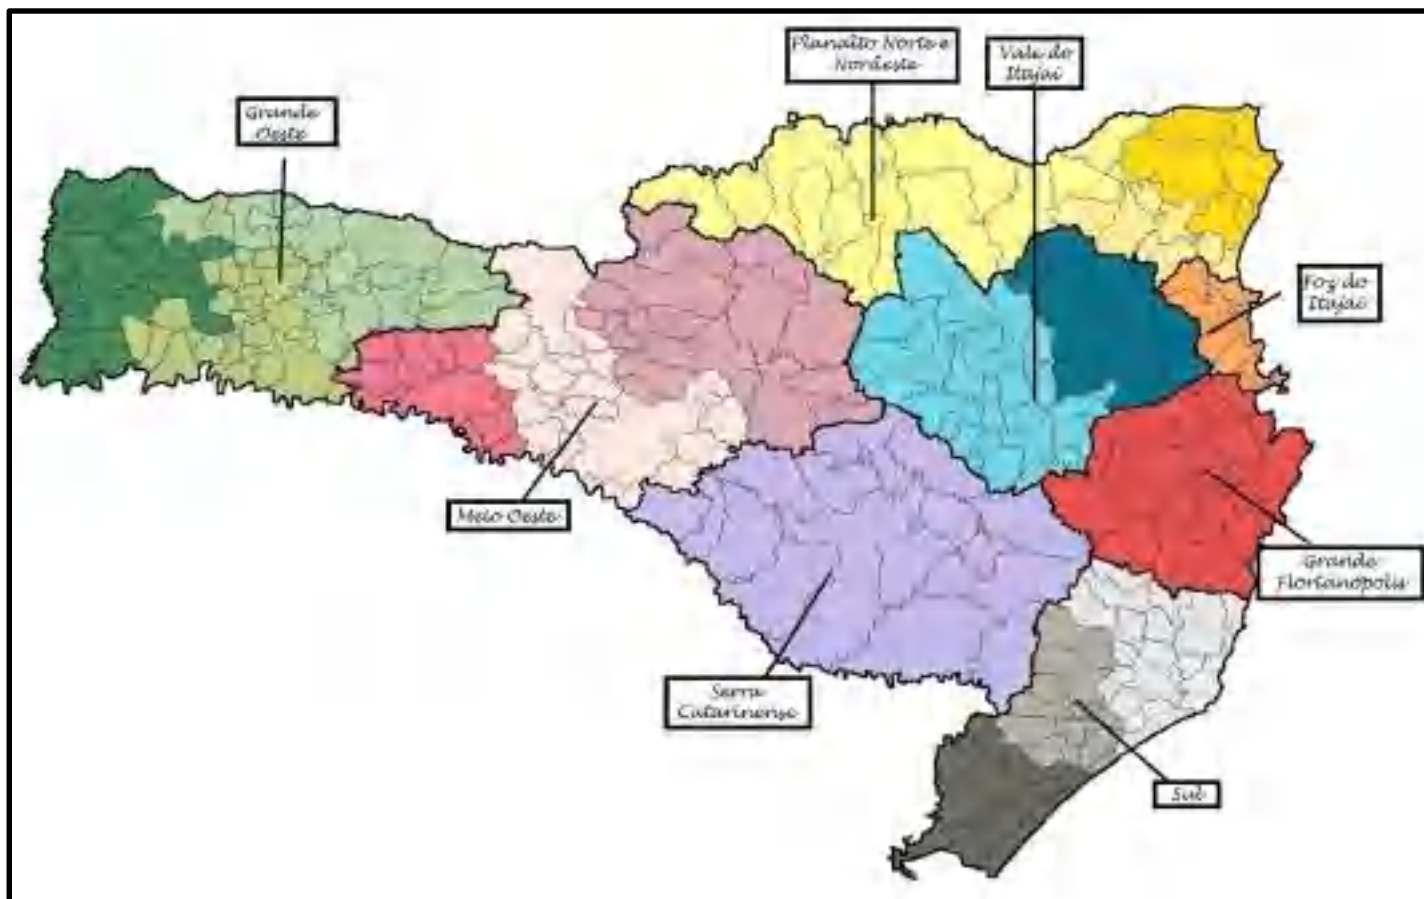 Planalto Norte e
Nordeste
Vale do
Itajaí
Grande
Oeste
Foz do
Itajaí
Meio Oeste
Grande
Florianópolis
Serra
Catarinense
Sul